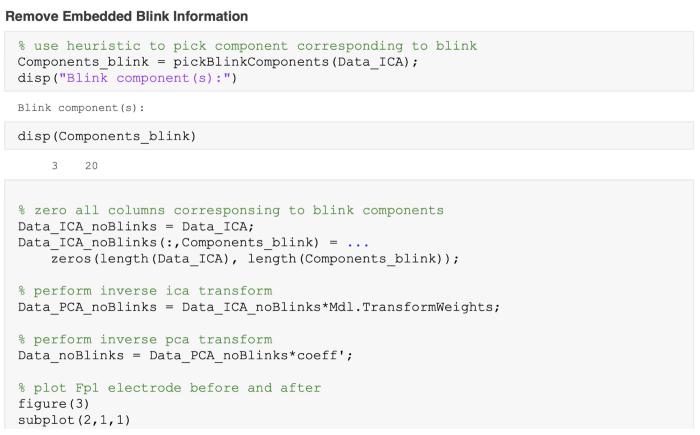 Remove Embedded Blink Information
% use heuristic to pick component corresponding to blink
Components_blink = pickBlinkComponents(Data_ICA);
disp("Blink component(s):")
Blink component(s):
disp(Components_blink)
3 20
% zero all columns corresponsing to blink components
Data_ICA_noBlinks = Data_ICA;
Data_ICA_noBlinks(:,Components_blink) = ...
zeros(length(Data_ICA), length(Components_blink));
% perform inverse ica transform
Data_PCA_noBlinks = Data_ICA_noBlinks*Mdl.TransformWeights;
% perform inverse pca transform
Data_noBlinks = Data_PCA_noBlinks*coeff';
% plot Fp1 electrode before and after
figure(3)
subplot(2,1,1)